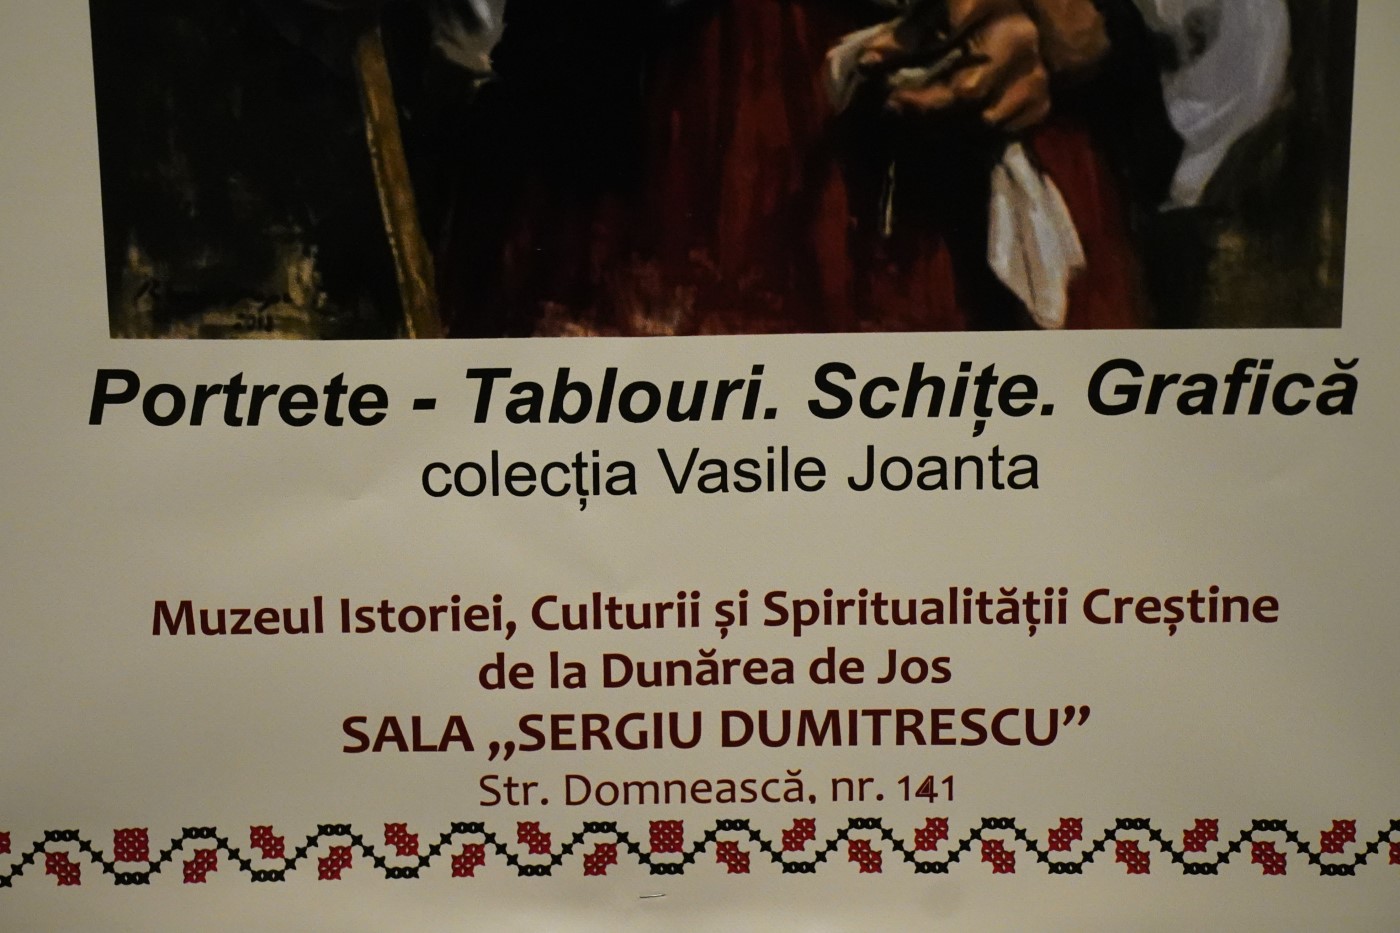 Portrete - Tablouri. Schițe. Grafică
colecția Vasile Joanta
Muzeul Istoriei, Culturii și Spiritualității Creștine
de la Dunărea de Jos
SALA „SERGIU DUMITRESCU”
Str. Domnească, nr. 141